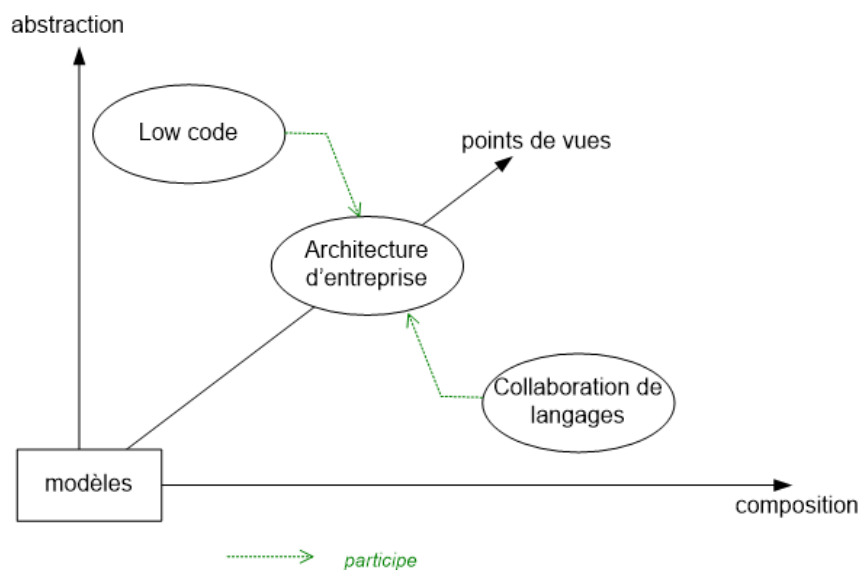 abstraction
Low code
points de vues
Architecture
d'entreprise
Collaboration de
langages
modèles
composition
participe